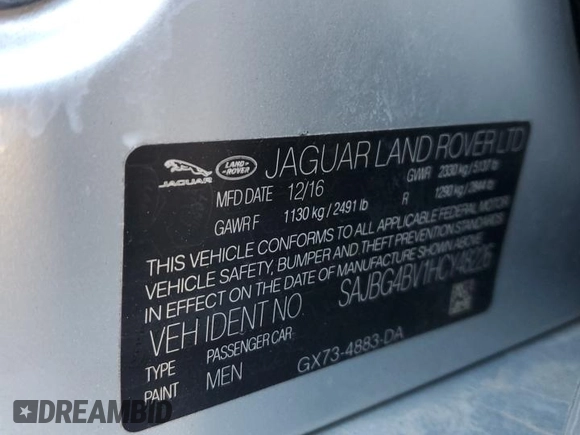 JAGUAR LAND-ROVER JAGUAR LAND ROVER LTD
MFD DATE 12/16 GVWR 2330 kg / 5137 lb
GAWR F 1130 kg / 2491 lb R 1290 kg / 2844 lb
THIS VEHICLE CONFORMS TO ALL APPLICABLE FEDERAL MOTOR
VEHICLE SAFETY, BUMPER AND THEFT PREVENTION STANDARDS
IN EFFECT ON THE DATE OF MANUFACTURE SHOWN ABOVE.
VEH IDENT NO. SAJBG4BV1HCY48226
TYPE PASSENGER CAR
PAINT MEN GX73-4883-DA
DREAMBID